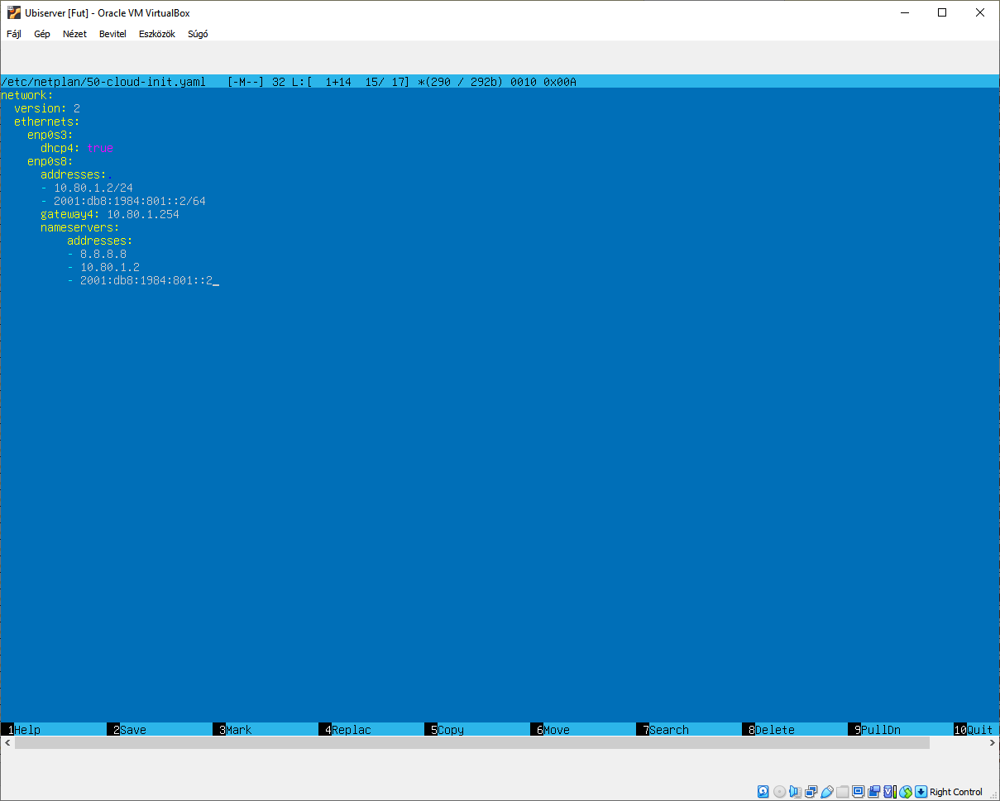 Ubiserver [Fut] - Oracle VM VirtualBox
Fájl Gép Nézet Bevitel Eszközök Súgó
/etc/netplan/50-cloud-init.yaml   [-M--] 32 L:[  1+14  15/ 17] *(290 / 292b) 0010 0x00A
network:
  version: 2
  ethernets:
    enp0s3:
      dhcp4: true
    enp0s8:
      addresses:.
      - 10.80.1.2/24
      - 2001:db8:1984:801::2/64
      gateway4: 10.80.1.254
      nameservers:
          addresses:
          - 8.8.8.8
          - 10.80.1.2
          - 2001:db8:1984:801::2_
1Help 2Save 3Mark 4Replac 5Copy 6Move 7Search 8Delete 9PullDn 10Quit
Right Control